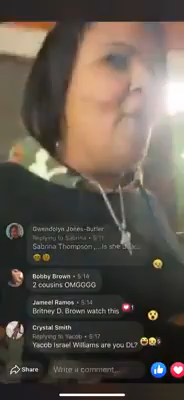 Gwendolyn Jones-Butler
Replying to Sabrina • 5:11
Sabrina Thompson ,...is she
Bobby Brown • 5:14
2 cousins OMGGGG
Jameel Ramos • 5:14
Britney D. Brown watch this
Crystal Smith
Replying to Yacob • 5:17
Yacob Israel Williams are you DL?
Share
Write a comment...